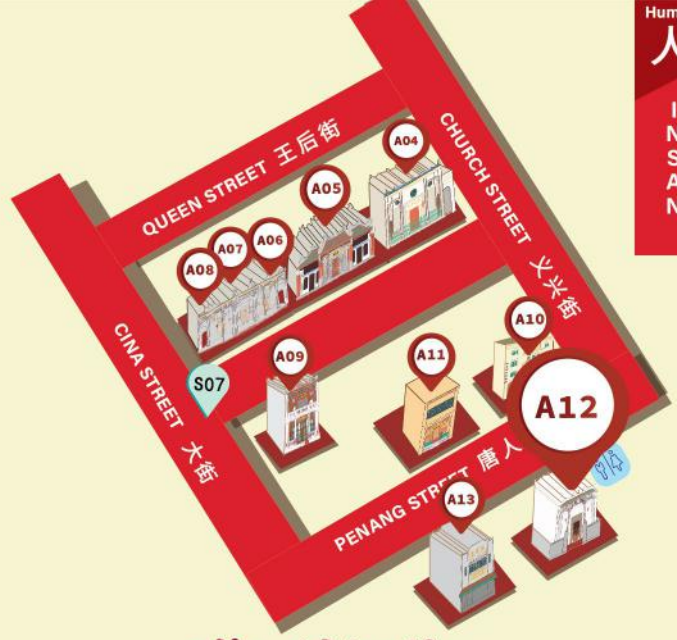 QUEEN STREET 王后街
CHURCH STREET 义兴街
CINA STREET 大街
PENANG STREET 唐人
A04
A05
A06
A07
A08
S07
A09
A10
A11
A12
A13
Hum
人
I
N
S
A
N